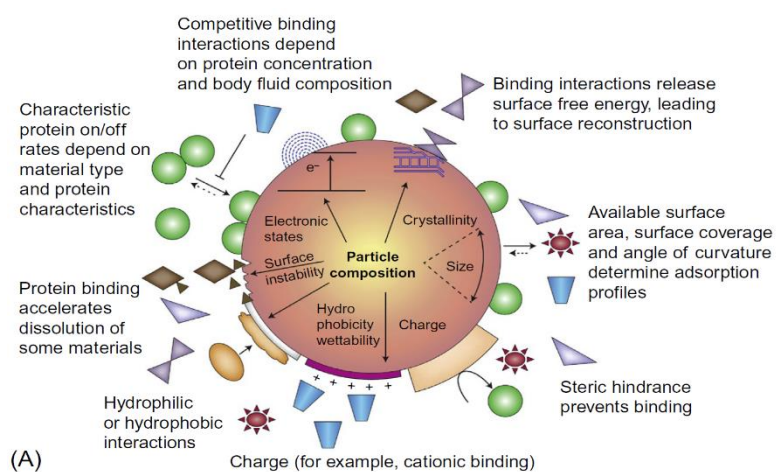 Competitive binding
interactions depend
on protein concentration
and body fluid composition
Binding interactions release
surface free energy, leading
to surface reconstruction
Characteristic
protein on/off
rates depend on
material type
and protein
characteristics
e−
Electronic
states
Crystallinity
Surface
instability
Particle
composition
Size
Hydro
phobicity
wettability
Charge
Available surface
area, surface coverage
and angle of curvature
determine adsorption
profiles
Protein binding
accelerates
dissolution of
some materials
+ + + + +
Steric hindrance
prevents binding
Hydrophilic
or hydrophobic
interactions
Charge (for example, cationic binding)
(A)